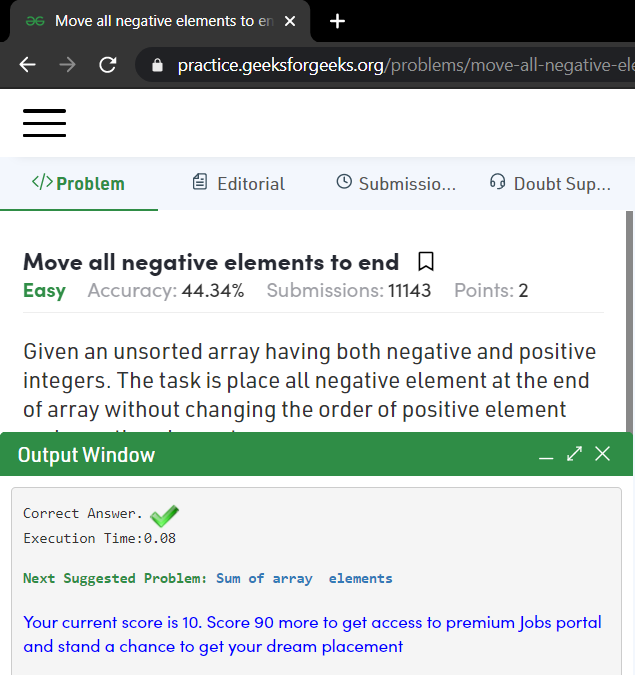 Move all negative elements to en
practice.geeksforgeeks.org/problems/move-all-negative-ele
</> Problem
Editorial
Submissio...
Doubt Sup...
Move all negative elements to end
Easy Accuracy: 44.34% Submissions: 11143 Points: 2
Given an unsorted array having both negative and positive
integers. The task is place all negative element at the end
of array without changing the order of positive element
Output Window
Correct Answer.
Execution Time:0.08
Next Suggested Problem: Sum of array elements
Your current score is 10. Score 90 more to get access to premium Jobs portal
and stand a chance to get your dream placement